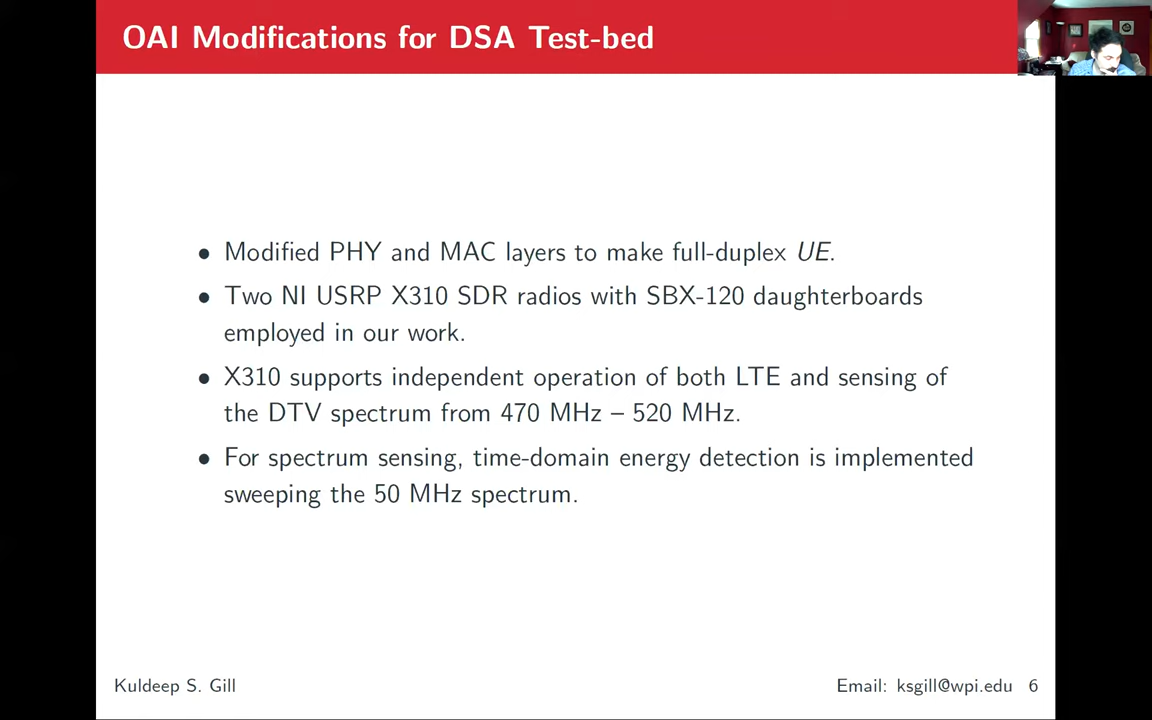 OAI Modifications for DSA Test-bed
• Modified PHY and MAC layers to make full-duplex UE.
• Two NI USRP X310 SDR radios with SBX-120 daughterboards
employed in our work.
• X310 supports independent operation of both LTE and sensing of
the DTV spectrum from 470 MHz – 520 MHz.
• For spectrum sensing, time-domain energy detection is implemented
sweeping the 50 MHz spectrum.
Kuldeep S. Gill
Email: ksgill@wpi.edu 6